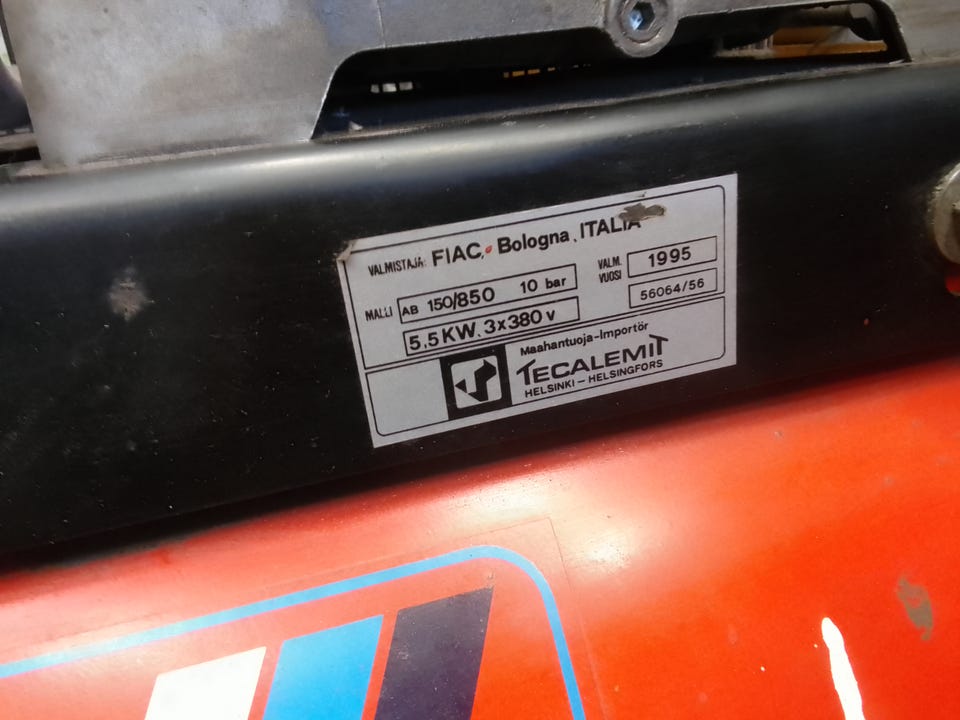 VALMISTAJA: FIAC, Bologna, ITALIA
MALLI AB 150/850 10 bar
VALM. VUOSI 1995
5,5 KW, 3x380 v
56064/56
Maahantuoja-Importör
TECALEMIT
HELSINKI – HELSINGFORS